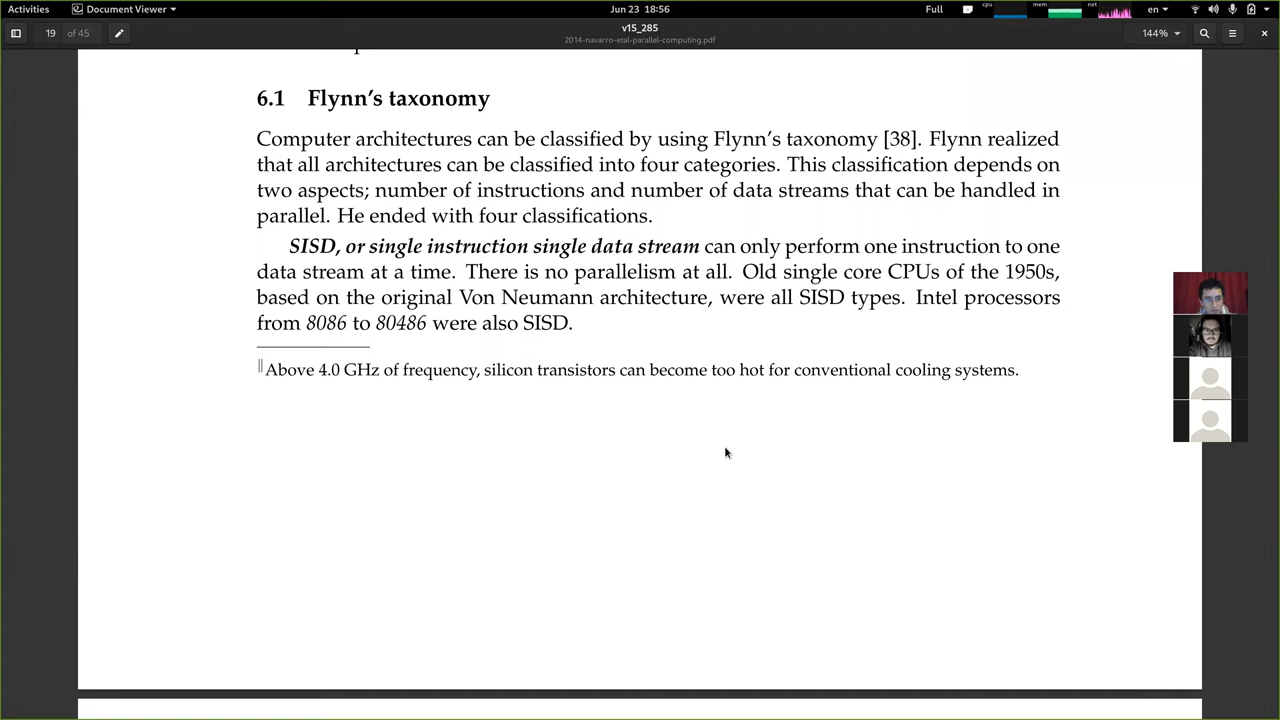 Activities Document Viewer Jun 23 18:56 Full cpu mem net en
19 of 45 v15_285 144%
2014-navarro-etal-parallel-computing.pdf
6.1 Flynn's taxonomy
Computer architectures can be classified by using Flynn's taxonomy [38]. Flynn realized
that all architectures can be classified into four categories. This classification depends on
two aspects; number of instructions and number of data streams that can be handled in
parallel. He ended with four classifications.
SISD, or single instruction single data stream can only perform one instruction to one
data stream at a time. There is no parallelism at all. Old single core CPUs of the 1950s,
based on the original Von Neumann architecture, were all SISD types. Intel processors
from 8086 to 80486 were also SISD.
‖Above 4.0 GHz of frequency, silicon transistors can become too hot for conventional cooling systems.